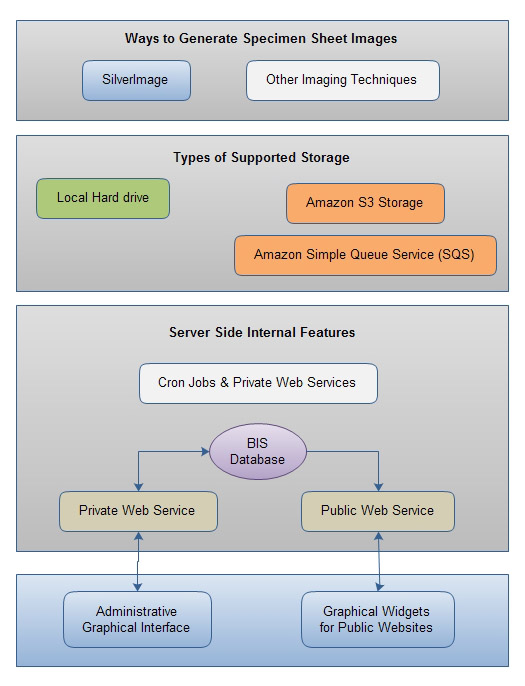 Ways to Generate Specimen Sheet Images
SilverImage
Other Imaging Techniques
Types of Supported Storage
Local Hard drive
Amazon S3 Storage
Amazon Simple Queue Service (SQS)
Server Side Internal Features
Cron Jobs & Private Web Services
BIS
Database
Private Web Service
Public Web Service
Administrative
Graphical Interface
Graphical Widgets
for Public Websites